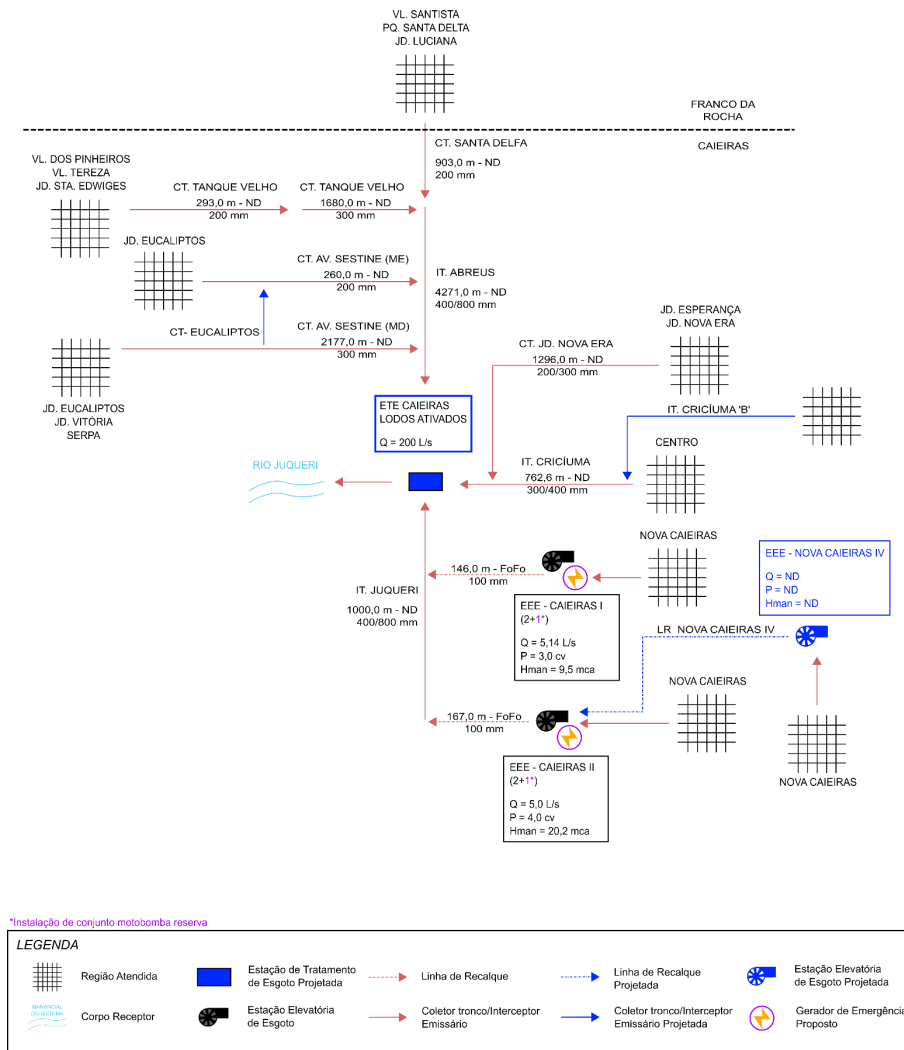 VL. SANTISTA
PQ. SANTA DELTA
JD. LUCIANA
FRANCO DA
ROCHA
CAIEIRAS
CT. SANTA DELFA
903,0 m - ND
200 mm
VL. DOS PINHEIROS
VL. TEREZA
JD. STA. EDWIGES
CT. TANQUE VELHO
293,0 m - ND
200 mm
CT. TANQUE VELHO
1680,0 m - ND
300 mm
JD. EUCALIPTOS
CT. AV. SESTINE (ME)
260,0 m - ND
200 mm
IT. ABREUS
4271,0 m - ND
400/800 mm
CT- EUCALIPTOS
CT. AV. SESTINE (MD)
2177,0 m - ND
300 mm
JD. EUCALIPTOS
JD. VITÓRIA
SERPA
JD. ESPERANÇA
JD. NOVA ERA
CT. JD. NOVA ERA
1296,0 m - ND
200/300 mm
IT. CRICÍUMA 'B'
ETE CAIEIRAS
LODOS ATIVADOS
Q = 200 L/s
CENTRO
IT. CRICÍUMA
762,6 m - ND
300/400 mm
RIO JUQUERI
NOVA CAIEIRAS
146,0 m - FoFo
100 mm
IT. JUQUERI
1000,0 m - ND
400/800 mm
EEE - CAIEIRAS I
(2+1*)
Q = 5,14 L/s
P = 3,0 cv
Hman = 9,5 mca
EEE - NOVA CAIEIRAS IV
Q = ND
P = ND
Hman = ND
LR NOVA CAIEIRAS IV
NOVA CAIEIRAS
167,0 m - FoFo
100 mm
EEE - CAIEIRAS II
(2+1*)
Q = 5,0 L/s
P = 4,0 cv
Hman = 20,2 mca
NOVA CAIEIRAS
*Instalação de conjunto motobomba reserva
LEGENDA
Região Atendida
Estação de Tratamento
de Esgoto Projetada
Linha de Recalque
Linha de Recalque
Projetada
Estação Elevatória
de Esgoto Projetada
MANANCIAL
DO SISTEMA
Corpo Receptor
Estação Elevatória
de Esgoto
Coletor tronco/Interceptor
Emissário
Coletor tronco/Interceptor
Emissário Projetada
Gerador de Emergência
Proposto